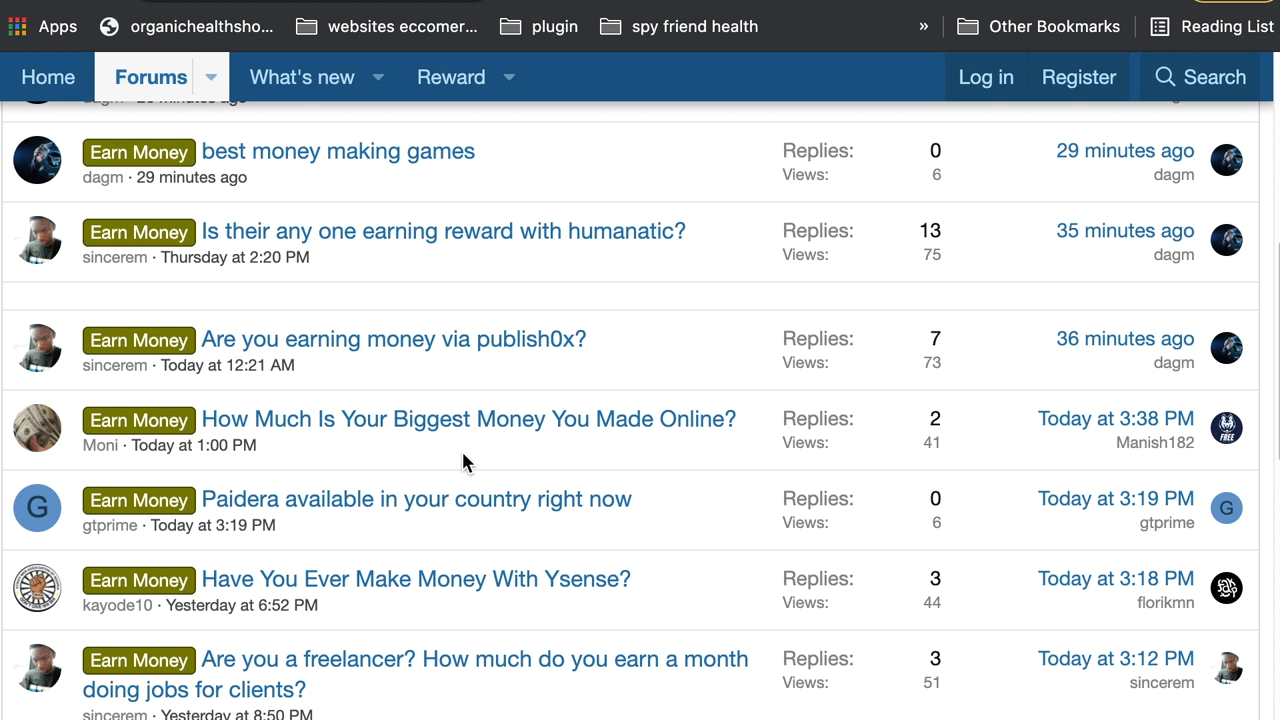 Apps organichealthsho... websites eccomer... plugin spy friend health » Other Bookmarks Reading List
Home Forums What's new Reward Log in Register Search
Earn Money best money making games Replies: 0 29 minutes ago
dagm · 29 minutes ago Views: 6 dagm
Earn Money Is their any one earning reward with humanatic? Replies: 13 35 minutes ago
sincerem · Thursday at 2:20 PM Views: 75 dagm
Earn Money Are you earning money via publish0x? Replies: 7 36 minutes ago
sincerem · Today at 12:21 AM Views: 73 dagm
Earn Money How Much Is Your Biggest Money You Made Online? Replies: 2 Today at 3:38 PM
Moni · Today at 1:00 PM Views: 41 Manish182
FREE
G Earn Money Paidera available in your country right now Replies: 0 Today at 3:19 PM G
gtprime · Today at 3:19 PM Views: 6 gtprime
Earn Money Have You Ever Make Money With Ysense? Replies: 3 Today at 3:18 PM
kayode10 · Yesterday at 6:52 PM Views: 44 florikmn
Earn Money Are you a freelancer? How much do you earn a month Replies: 3 Today at 3:12 PM
doing jobs for clients? Views: 51 sincerem
sincerem · Yesterday at 8:50 PM